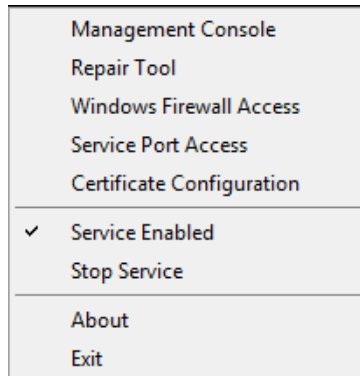 Management Console
Repair Tool
Windows Firewall Access
Service Port Access
Certificate Configuration
Service Enabled
Stop Service
About
Exit